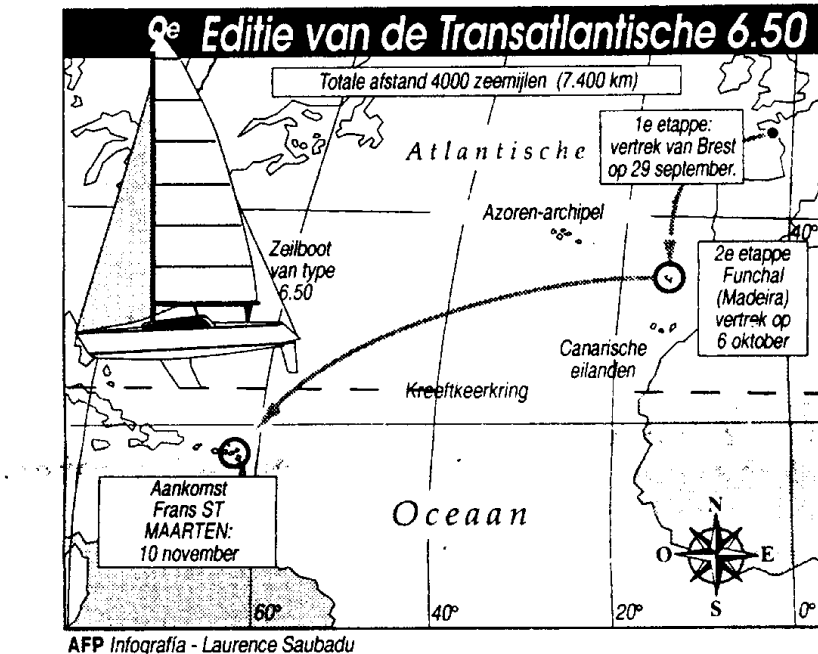 9e Editie van de Transatlantische 6.50
Totale afstand 4000 zeemijlen (7.400 km)
1e etappe:
vertrek van Brest
op 29 september.
Atlantische
Azoren-archipel
40°
Zeilboot
van type
6.50
2e etappe
Funchal
(Madeira)
vertrek op
6 oktober
Canarische
eilanden
Kreeftkeerkring
Aankomst
Frans ST
MAARTEN:
10 november
Oceaan
N
O
E
S
60°
40°
20°
0°
AFP Infografía - Laurence Saubadu